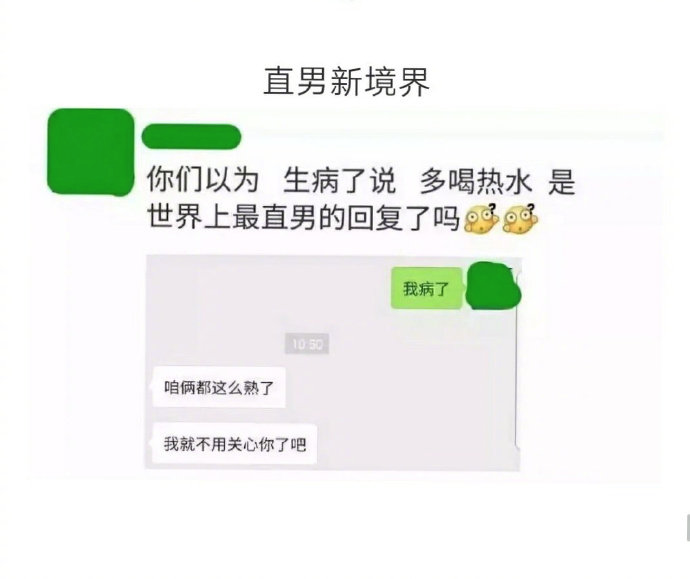 直男新境界
你们以为 生病了说 多喝热水 是
世界上最直男的回复了吗
我病了
10:50
咱俩都这么熟了
我就不用关心你了吧